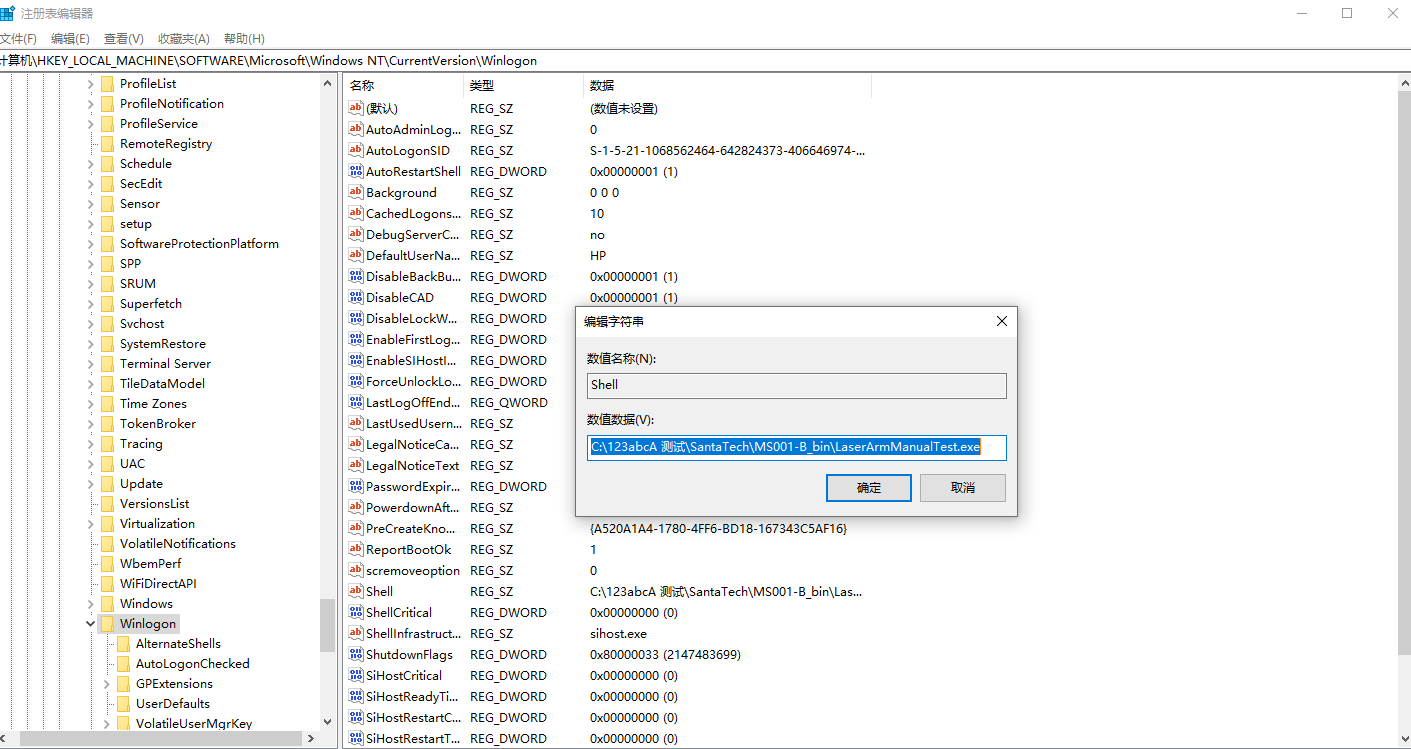 注册表编辑器
文件(F) 编辑(E) 查看(V) 收藏夹(A) 帮助(H)
计算机\HKEY_LOCAL_MACHINE\SOFTWARE\Microsoft\Windows NT\CurrentVersion\Winlogon
ProfileList
ProfileNotification
ProfileService
RemoteRegistry
Schedule
SecEdit
Sensor
setup
SoftwareProtectionPlatform
SPP
SRUM
Superfetch
Svchost
SystemRestore
Terminal Server
TileDataModel
Time Zones
TokenBroker
Tracing
UAC
Update
VersionsList
Virtualization
VolatileNotifications
WbemPerf
WiFiDirectAPI
Windows
Winlogon
AlternateShells
AutoLogonChecked
GPExtensions
UserDefaults
VolatileUserMgrKey
名称 类型 数据
(默认) REG_SZ (数值未设置)
AutoAdminLog... REG_SZ 0
AutoLogonSID REG_SZ S-1-5-21-1068562464-642824373-406646974-...
AutoRestartShell REG_DWORD 0x00000001 (1)
Background REG_SZ 0 0 0
CachedLogons... REG_SZ 10
DebugServerC... REG_SZ no
DefaultUserNa... REG_SZ HP
DisableBackBu... REG_DWORD 0x00000001 (1)
DisableCAD REG_DWORD 0x00000001 (1)
DisableLockW... REG_DWORD
EnableFirstLog... REG_DWORD
EnableSIHostI... REG_DWORD
ForceUnlockLo... REG_DWORD
LastLogOffEnd... REG_QWORD
LastUsedUsern... REG_SZ
LegalNoticeCa... REG_SZ
LegalNoticeText REG_SZ
PasswordExpir... REG_DWORD
PowerdownAft... REG_SZ
PreCreateKno... REG_SZ {A520A1A4-1780-4FF6-BD18-167343C5AF16}
ReportBootOk REG_SZ 1
scremoveoption REG_SZ 0
Shell REG_SZ C:\123abcA 测试\SantaTech\MS001-B_bin\Las...
ShellCritical REG_DWORD 0x00000000 (0)
ShellInfrastruct... REG_SZ sihost.exe
ShutdownFlags REG_DWORD 0x80000033 (2147483699)
SiHostCritical REG_DWORD 0x00000000 (0)
SiHostReadyTi... REG_DWORD 0x00000000 (0)
SiHostRestartC... REG_DWORD 0x00000000 (0)
SiHostRestartT... REG_DWORD 0x00000000 (0)
编辑字符串
数值名称(N):
Shell
数值数据(V):
C:\123abcA 测试\SantaTech\MS001-B_bin\LaserArmManualTest.exe
确定 取消